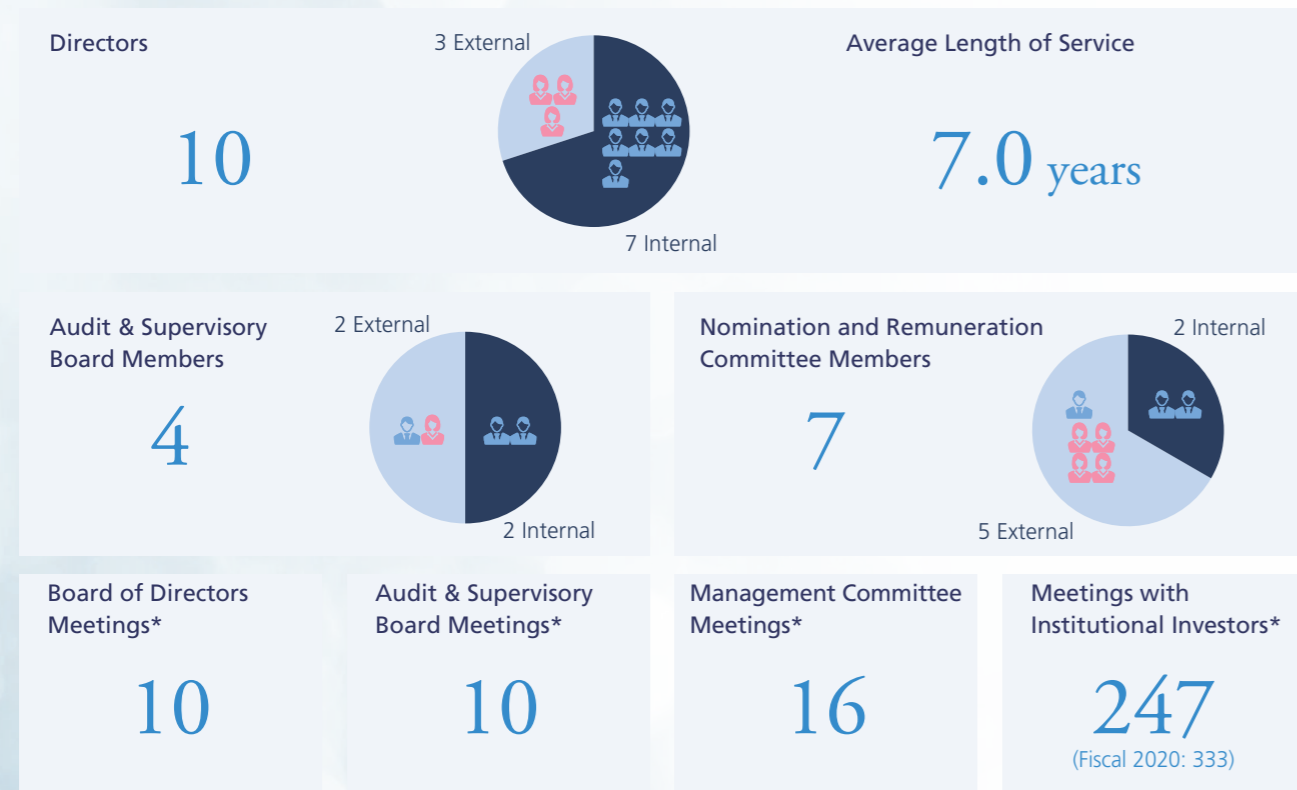 Directors
10
3 External
7 Internal
Average Length of Service
7.0 years
Audit & Supervisory
Board Members
4
2 External
2 Internal
Nomination and Remuneration
Committee Members
7
2 Internal
5 External
Board of Directors
Meetings*
10
Audit & Supervisory
Board Meetings*
10
Management Committee
Meetings*
16
Meetings with
Institutional Investors*
247
(Fiscal 2020: 333)